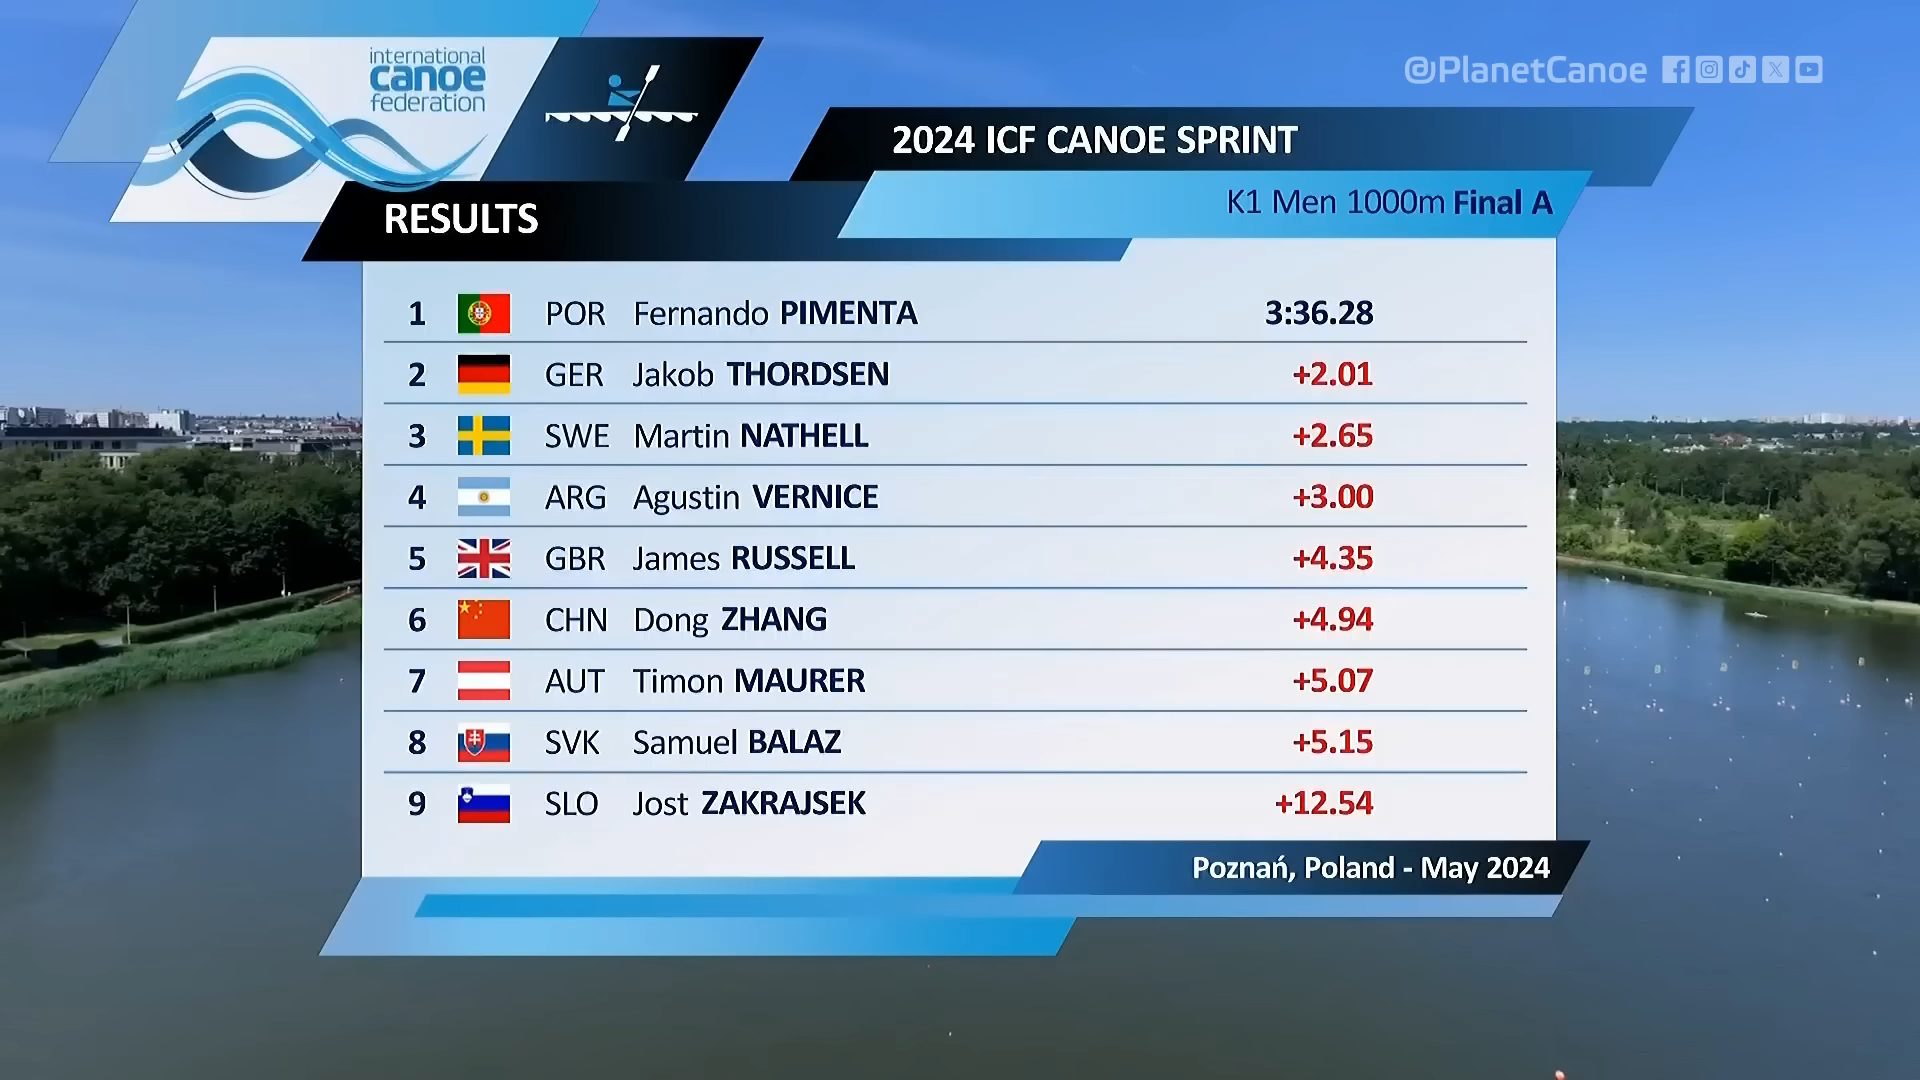 international
canoe
federation
@PlanetCanoe
2024 ICF CANOE SPRINT
K1 Men 1000m Final A
RESULTS
1 POR Fernando PIMENTA 3:36.28
2 GER Jakob THORDSEN +2.01
3 SWE Martin NATHELL +2.65
4 ARG Agustin VERNICE +3.00
5 GBR James RUSSELL +4.35
6 CHN Dong ZHANG +4.94
7 AUT Timon MAURER +5.07
8 SVK Samuel BALAZ +5.15
9 SLO Jost ZAKRAJSEK +12.54
Poznań, Poland - May 2024